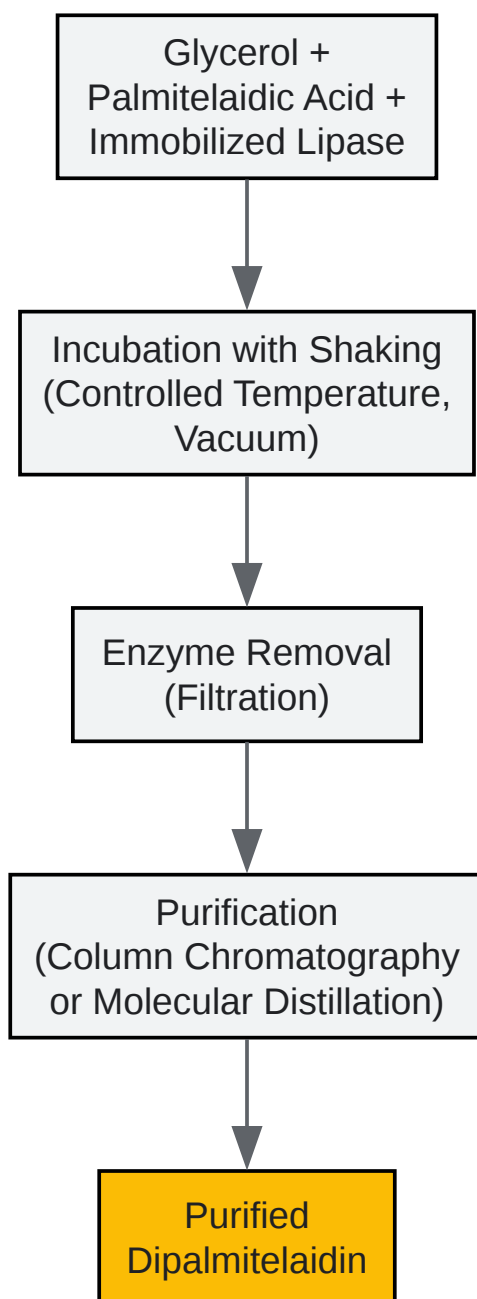 Glycerol +
Palmitelaidic Acid +
Immobilized Lipase
Incubation with Shaking
(Controlled Temperature,
Vacuum)
Enzyme Removal
(Filtration)
Purification
(Column Chromatography
or Molecular Distillation)
Purified
Dipalmitelaidin